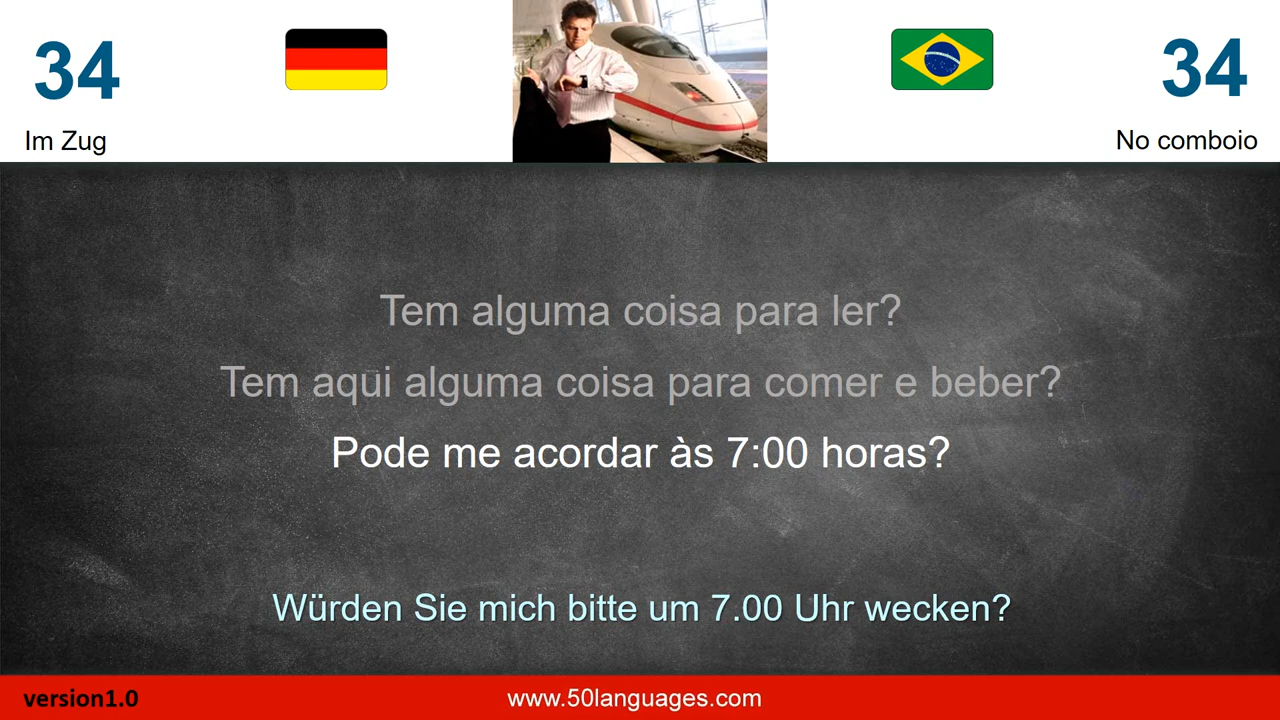 34
34
Im Zug
No comboio
Tem alguma coisa para ler?
Tem aqui alguma coisa para comer e beber?
Pode me acordar às 7:00 horas?
Würden Sie mich bitte um 7.00 Uhr wecken?
version1.0
www.50languages.com